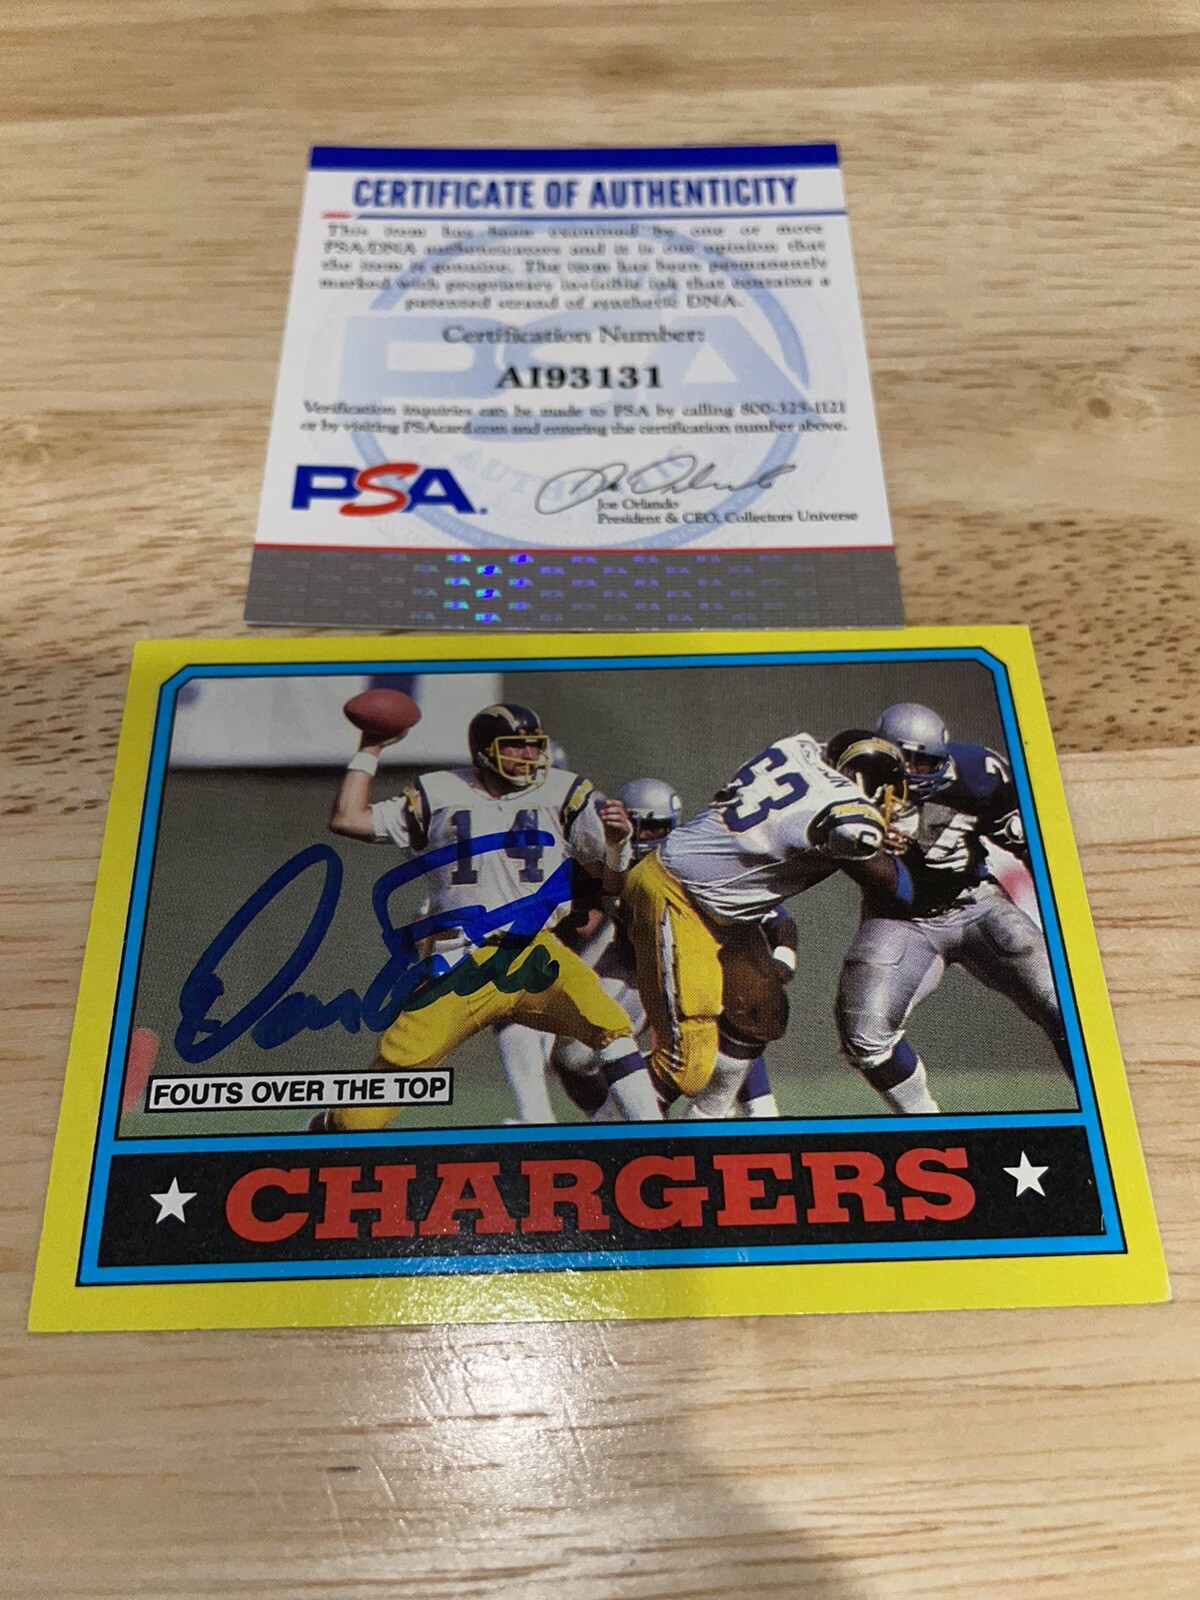 CERTIFICATE OF AUTHENTICITY
This item has been examined by one or more
PSA/DNA authenticators and it is our opinion that
the item is genuine. The item has been permanently
marked with proprietary invisible ink that contains a
patented strand of synthetic DNA.
Certification Number:
AI93131
Verification inquiries can be made to PSA by calling 800-325-1121
or by visiting PSAcard.com and entering the certification number above.
PSA.
Joe Orlando
President & CEO, Collectors Universe
14
63
FOUTS OVER THE TOP
CHARGERS